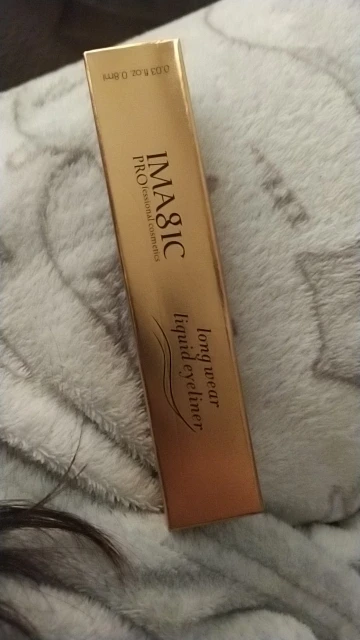 IMAGIC
PROfessional cosmetics
long wear
liquid eyeliner
0.03 fl oz 0.8ml